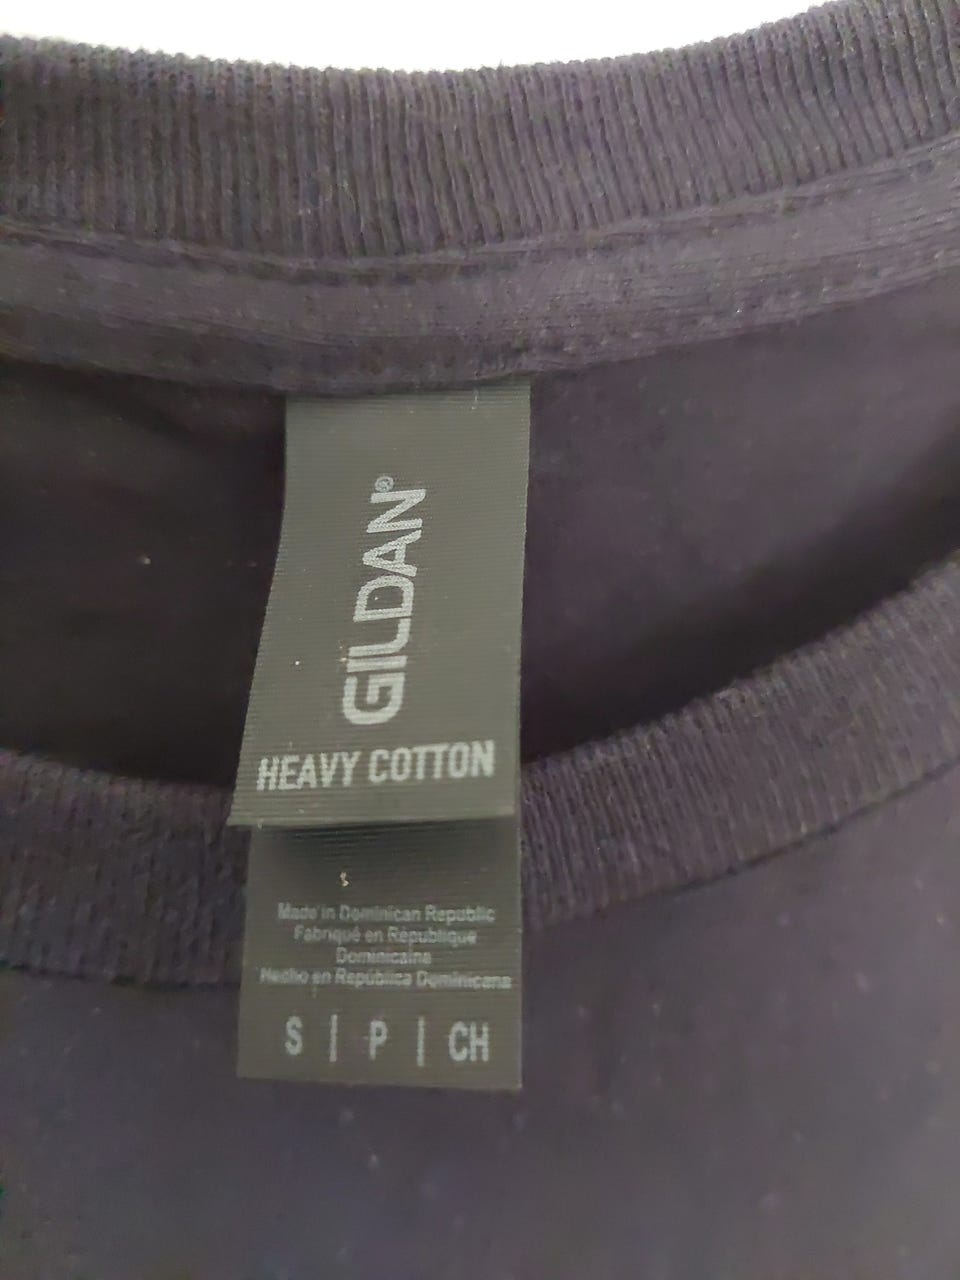 GILDAN®
HEAVY COTTON
Made in Dominican Republic
Fabriqué en République
Dominicaine
Hecho en República Dominicana
S | P | CH